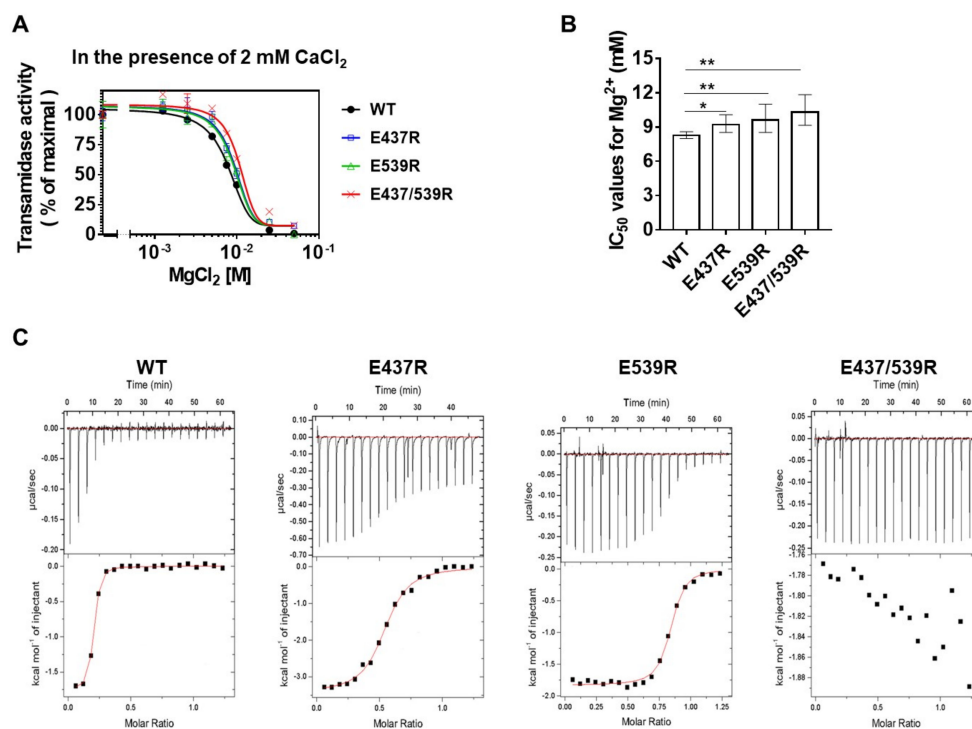 A
In the presence of 2 mM CaCl₂
Transamidase activity
( % of maximal)
100
75
50
25
0
10⁻³
10⁻²
10⁻¹
MgCl₂ [M]
WT
E437R
E539R
E437/539R
B
IC₅₀ values for Mg²⁺ (mM)
15
12
9
6
3
0
**
**
*
WT
E437R
E539R
E437/539R
C
WT
Time (min)
0 10 20 30 40 50 60
µcal/sec
0.00
-0.05
-0.10
-0.15
-0.20
kcal mol⁻¹ of injectant
0.0
-0.5
-1.0
-1.5
0.0 0.5 1.0
Molar Ratio
E437R
Time (min)
0 10 20 30 40
µcal/sec
0.10
0.00
-0.10
-0.20
-0.30
-0.40
-0.50
-0.60
-0.70
kcal mol⁻¹ of injectant
0.0
-1.0
-2.0
-3.0
0.0 0.5 1.0
Molar Ratio
E539R
Time (min)
0 10 20 30 40 50 60
µcal/sec
0.05
0.00
-0.05
-0.10
-0.15
-0.20
-0.25
kcal mol⁻¹ of injectant
0.0
-0.5
-1.0
-1.5
-2.0
0.00 0.25 0.50 0.75 1.00 1.25
Molar Ratio
E437/539R
Time (min)
0 10 20 30 40 50 60
µcal/sec
0.05
0.00
-0.05
-0.10
-0.15
-0.20
-0.25
kcal mol⁻¹ of injectant
-1.76
-1.78
-1.80
-1.82
-1.84
-1.86
-1.88
0.0 0.5 1.0
Molar Ratio